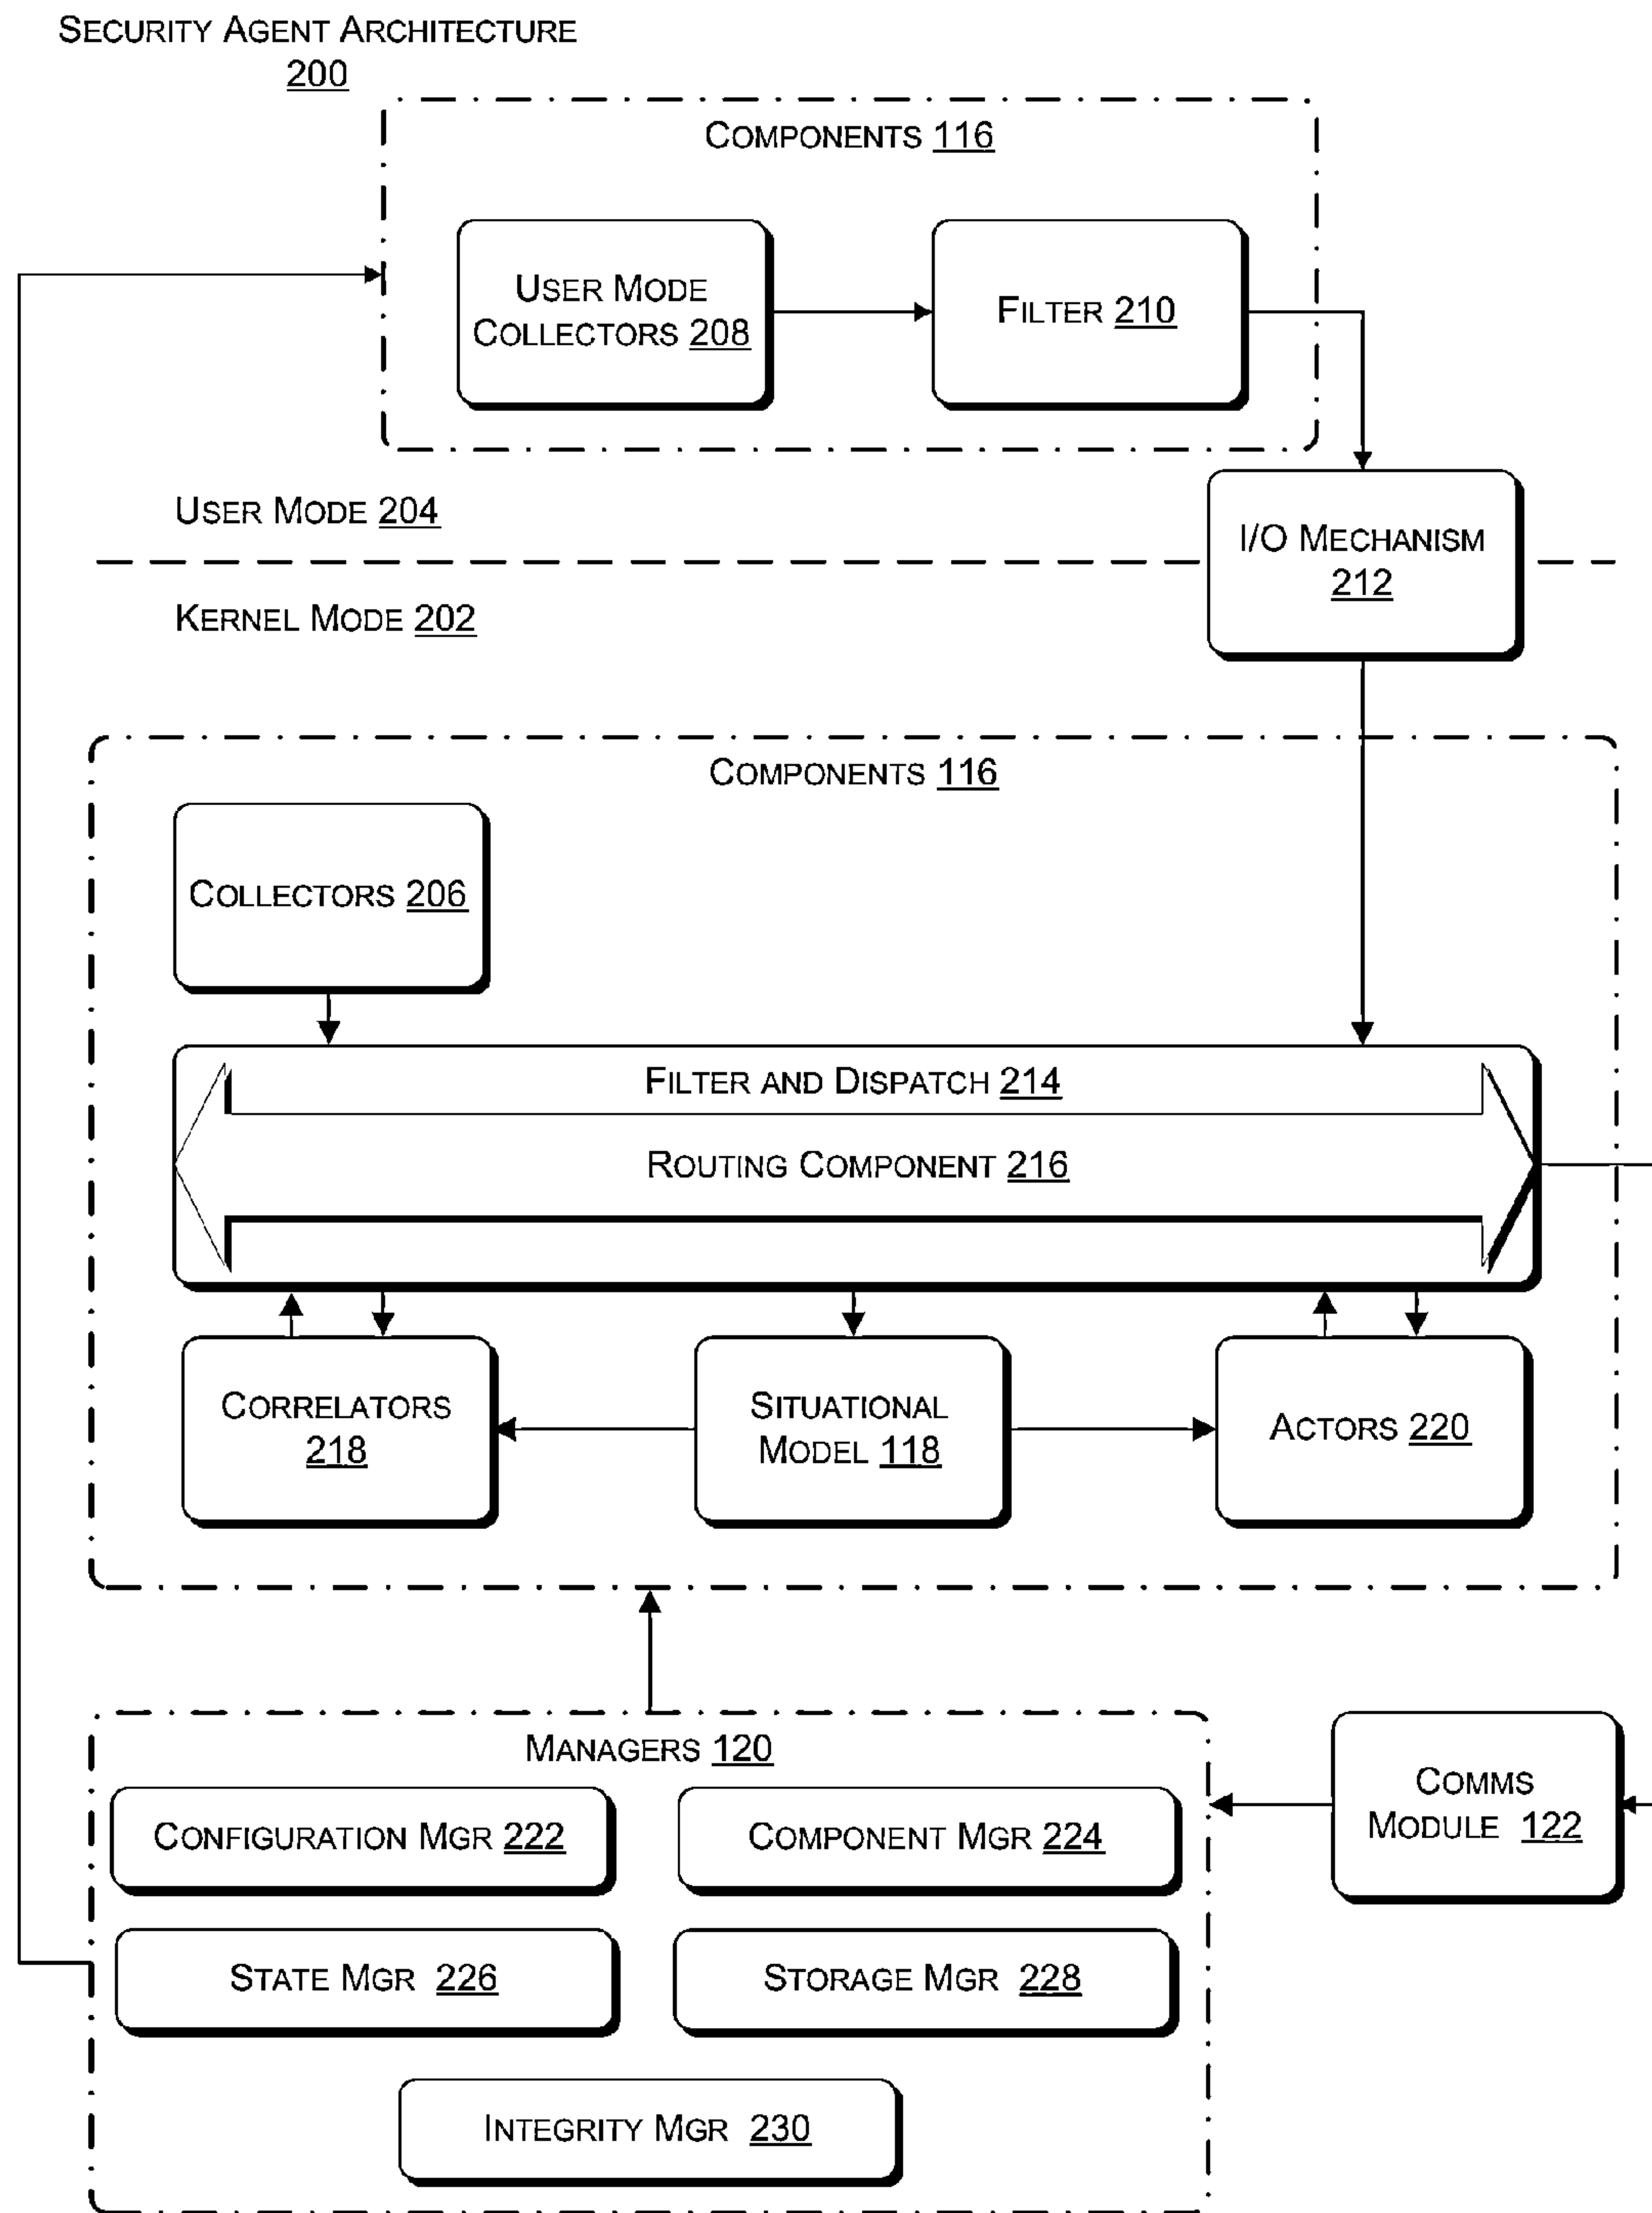 SECURITY AGENT ARCHITECTURE
200
COMPONENTS 116
USER MODE
COLLECTORS 208
FILTER 210
USER MODE 204
I/O MECHANISM
212
KERNEL MODE 202
COMPONENTS 116
COLLECTORS 206
FILTER AND DISPATCH 214
ROUTING COMPONENT 216
CORRELATORS
218
SITUATIONAL
MODEL 118
ACTORS 220
MANAGERS 120
CONFIGURATION MGR 222
COMPONENT MGR 224
COMMS
MODULE 122
STATE MGR 226
STORAGE MGR 228
INTEGRITY MGR 230